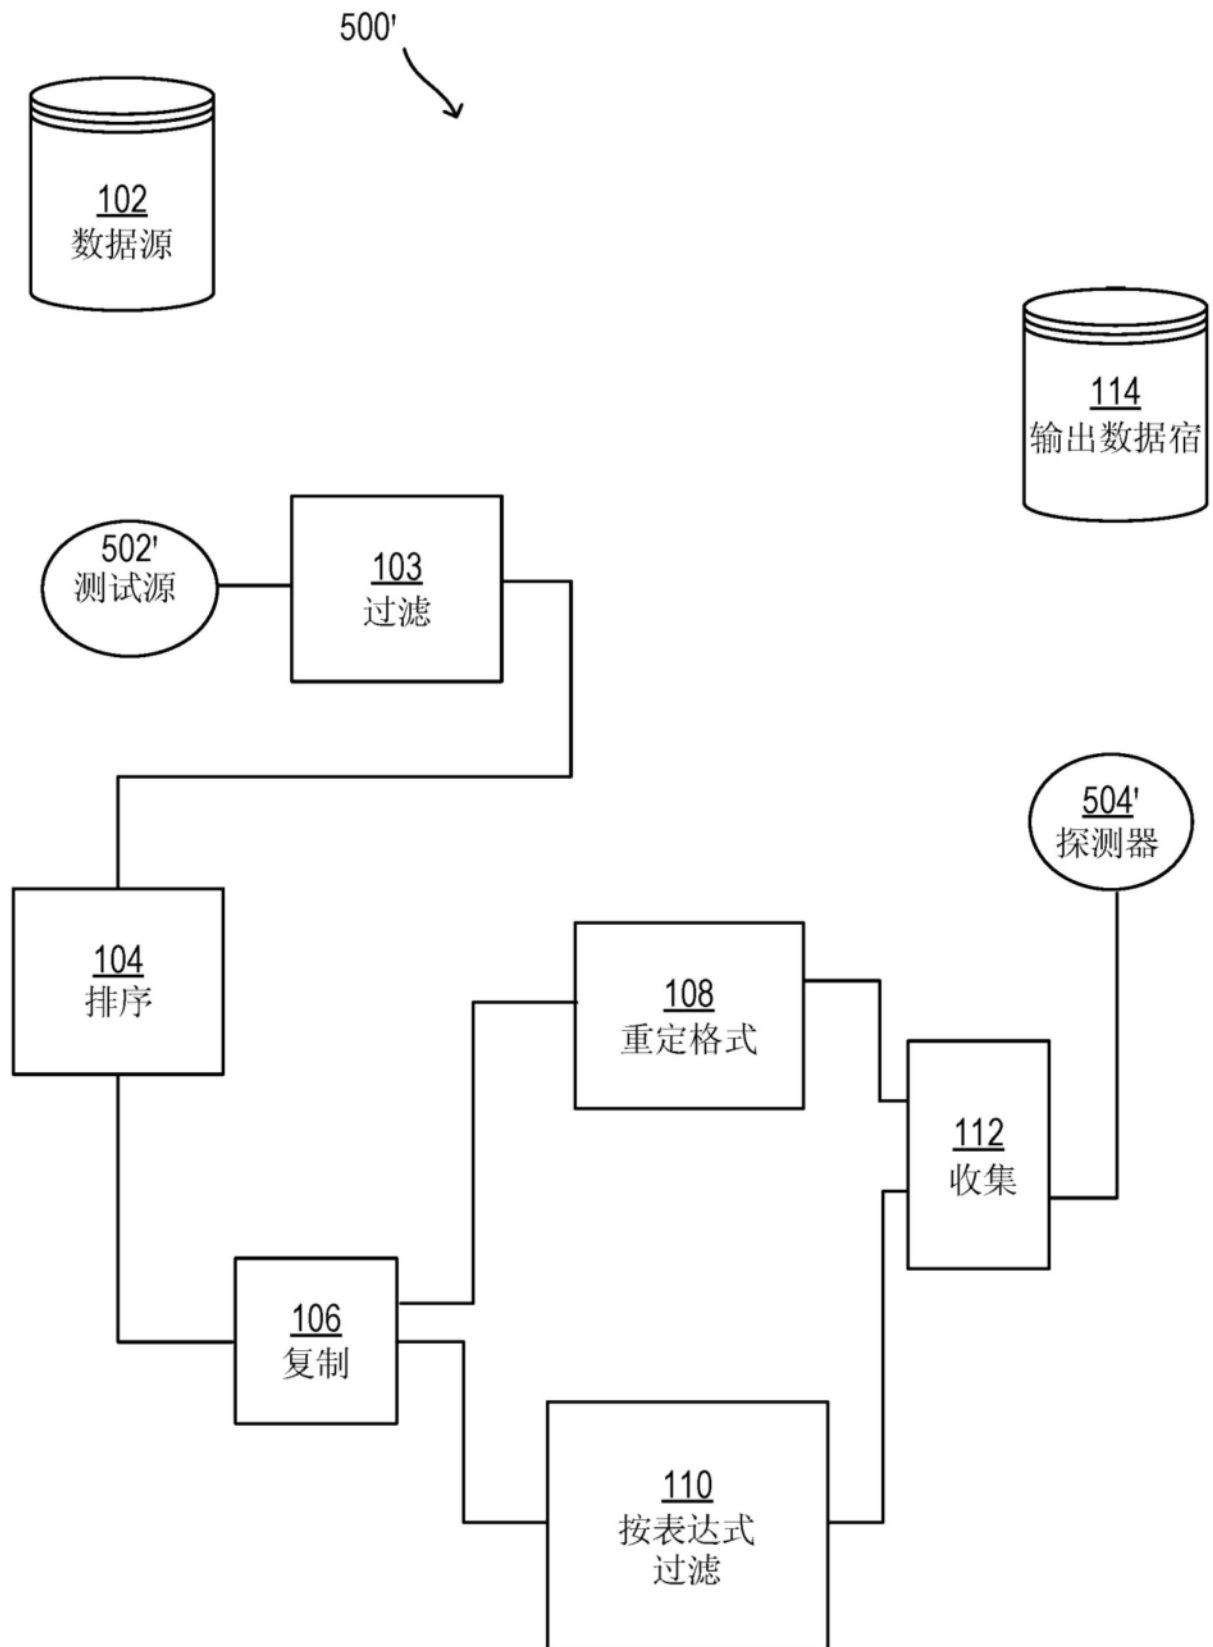 500'
102
数据源
114
输出数据宿
502'
测试源
103
过滤
504'
探测器
104
排序
108
重定格式
112
收集
106
复制
110
按表达式
过滤